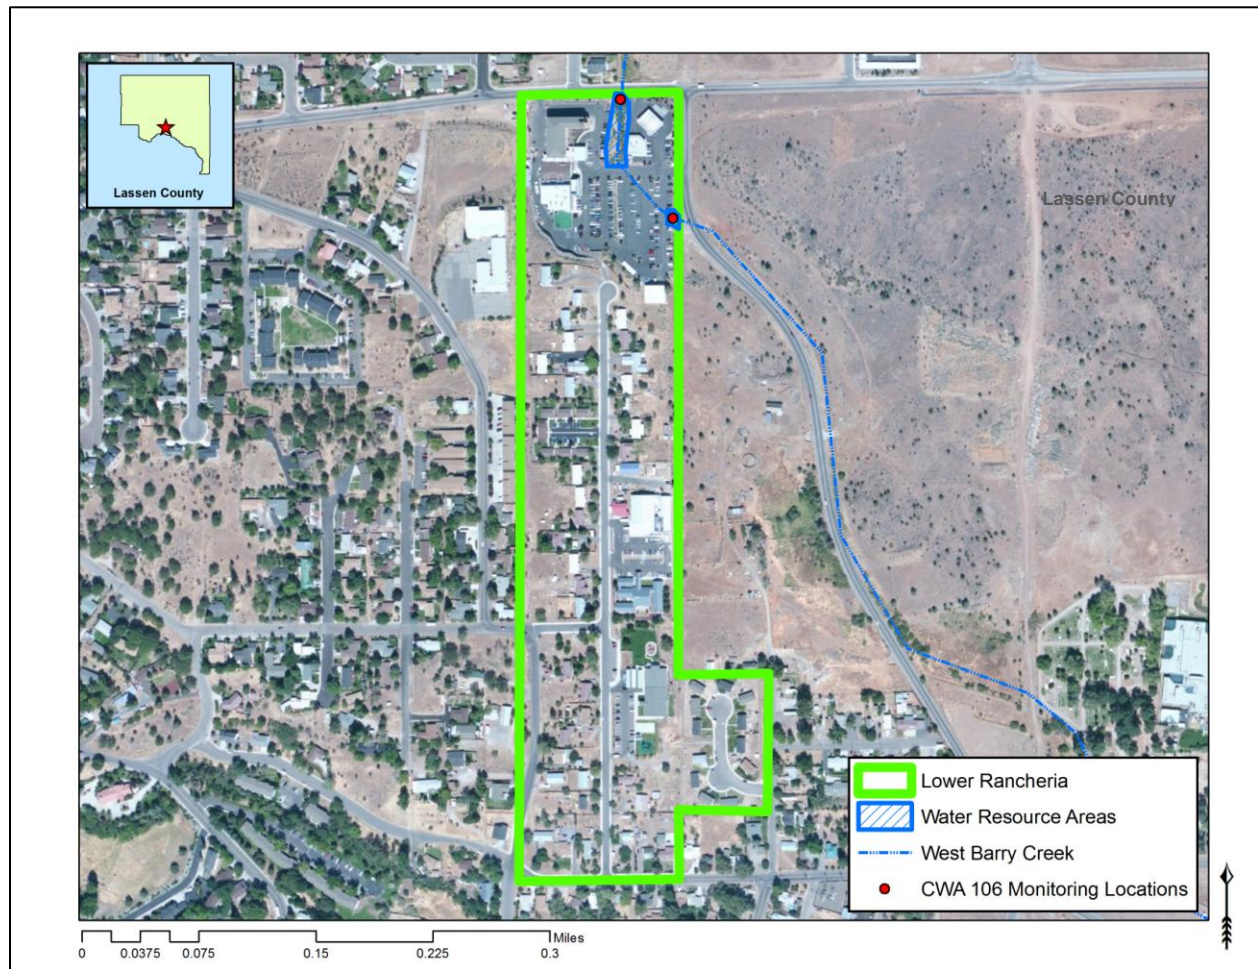 Lassen County
Lassen County
Lower Rancheria
Water Resource Areas
West Barry Creek
CWA 106 Monitoring Locations
Miles
0 0.0375 0.075 0.15 0.225 0.3